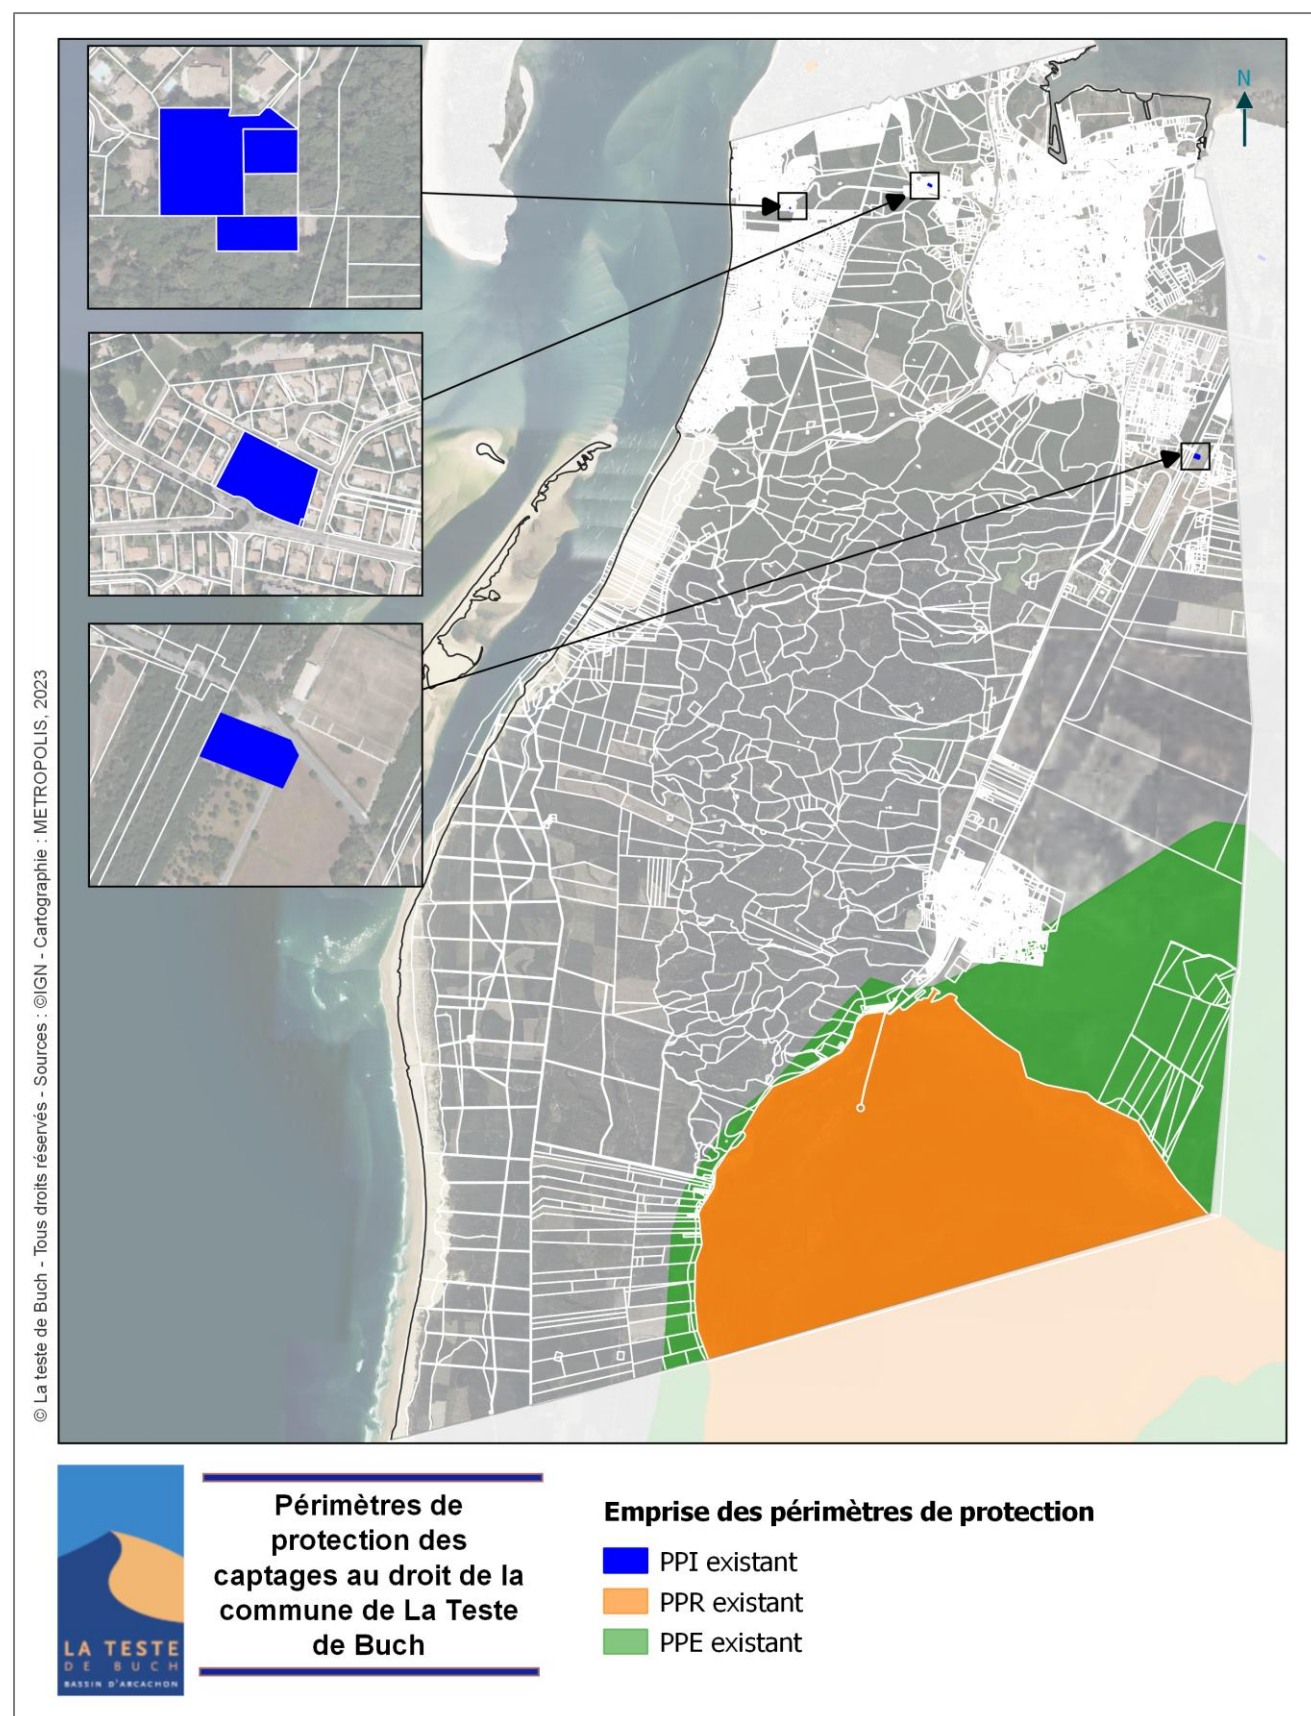 N
© La teste de Buch - Tous droits réservés - Sources : ©IGN - Cartographie : METROPOLIS, 2023
LA TESTE
DE BUCH
BASSIN D'ARCACHON
Périmètres de
protection des
captages au droit de la
commune de La Teste
de Buch
Emprise des périmètres de protection
PPI existant
PPR existant
PPE existant